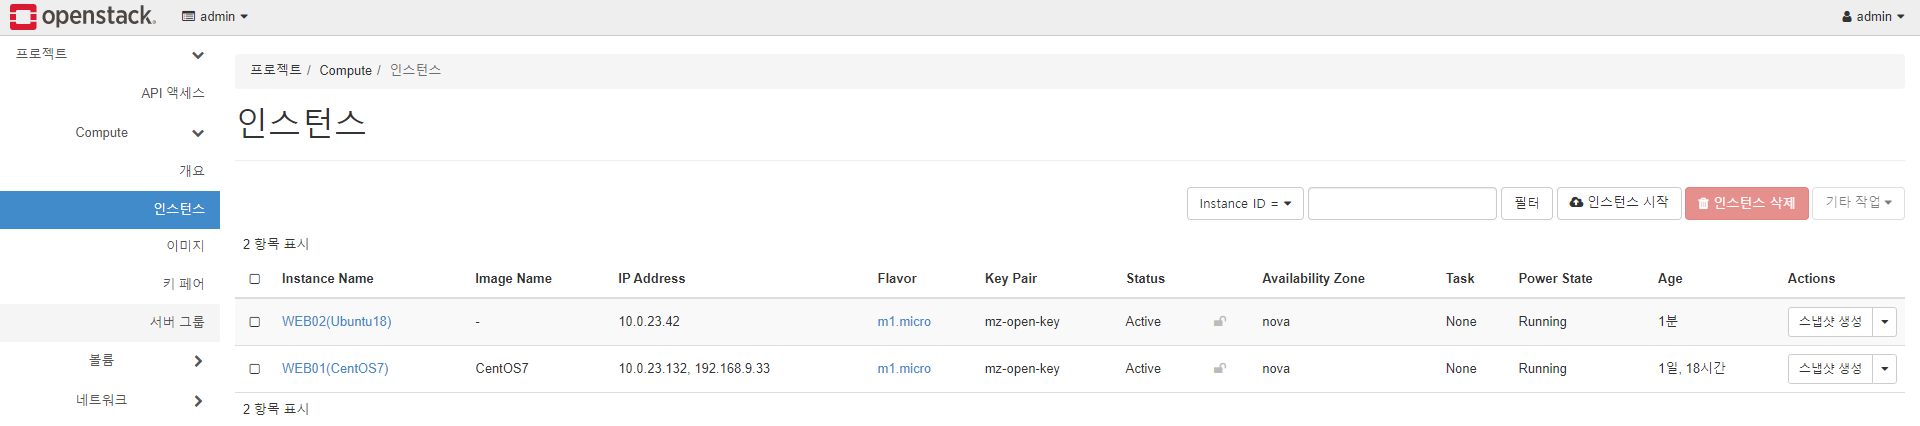 openstack. admin admin
프로젝트
API 액세스
Compute
개요
인스턴스
이미지
키 페어
서버 그룹
볼륨
네트워크
프로젝트 / Compute / 인스턴스
인스턴스
Instance ID = 필터 인스턴스 시작 인스턴스 삭제 기타 작업
2 항목 표시
Instance Name Image Name IP Address Flavor Key Pair Status Availability Zone Task Power State Age Actions
WEB02(Ubuntu18) - 10.0.23.42 m1.micro mz-open-key Active nova None Running 1분 스냅샷 생성
WEB01(CentOS7) CentOS7 10.0.23.132, 192.168.9.33 m1.micro mz-open-key Active nova None Running 1일, 18시간 스냅샷 생성
2 항목 표시